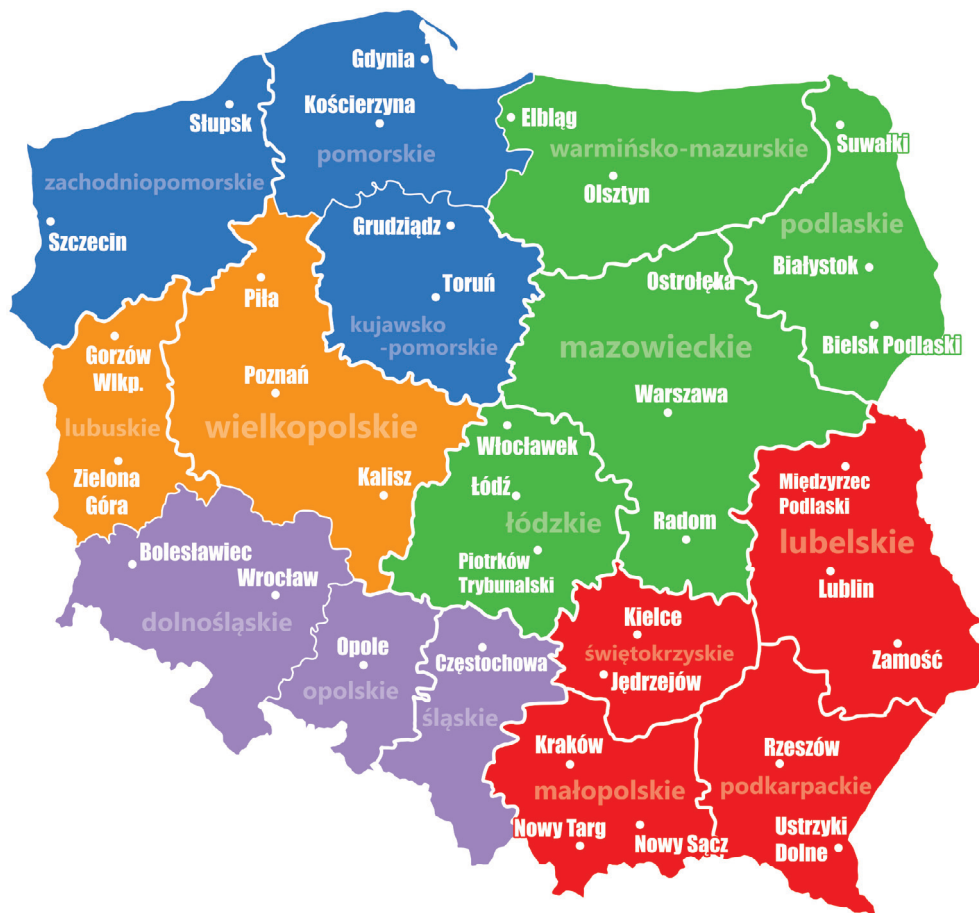 Gdynia
Słupsk
Kościerzyna
Elbląg
Suwałki
pomorskie
warmińsko-mazurskie
zachodniopomorskie
Olsztyn
Szczecin
Grudziądz
podlaskie
Piła
Toruń
Ostrołęka
Białystok
kujawsko
-pomorskie
Gorzów
Wlkp.
Bielsk Podlaski
mazowieckie
Poznań
Warszawa
lubuskie
wielkopolskie
Włocławek
Zielona
Góra
Kalisz
Łódź
Międzyrzec
Podlaski
łódzkie
Radom
lubelskie
Bolesławiec
Wrocław
Piotrków
Trybunalski
Lublin
dolnośląskie
Kielce
Opole
Częstochowa
świętokrzyskie
Zamość
opolskie
Jędrzejów
śląskie
Kraków
Rzeszów
małopolskie
podkarpackie
Nowy Targ
Nowy Sącz
Ustrzyki
Dolne